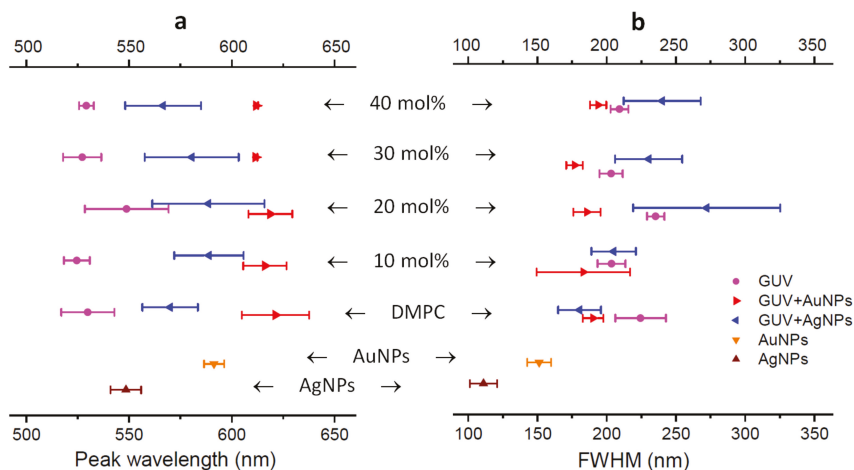 a
b
500 550 600 650
100 150 200 250 300 350
← 40 mol% →
← 30 mol% →
← 20 mol% →
← 10 mol% →
← DMPC →
← AuNPs →
← AgNPs →
GUV
GUV+AuNPs
GUV+AgNPs
AuNPs
AgNPs
500 550 600 650
100 150 200 250 300 350
Peak wavelength (nm)
FWHM (nm)